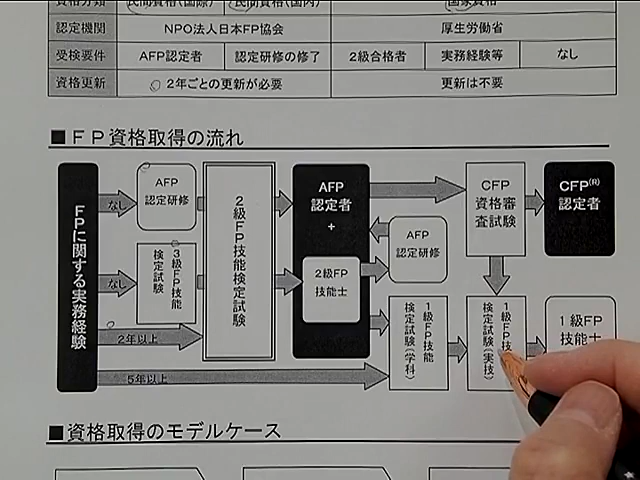 資格分類 民間資格(国際) 民間資格(国内) 国家資格
認定機関 NPO法人日本FP協会 厚生労働省
受検要件 AFP認定者 認定研修の修了 2級合格者 実務経験等 なし
資格更新 2年ごとの更新が必要 更新は不要
■FP資格取得の流れ
FPに関する実務経験
なし
AFP
認定研修
なし
3級FP技能
検定試験
2年以上
5年以上
2級FP技能検定試験
AFP
認定者
+
2級FP
技能士
AFP
認定研修
1級FP技能
検定試験(学科)
CFP
資格審
査試験
1級FP技
検定試験(実技)
CFP(R)
認定者
1級FP
技能士
■資格取得のモデルケース